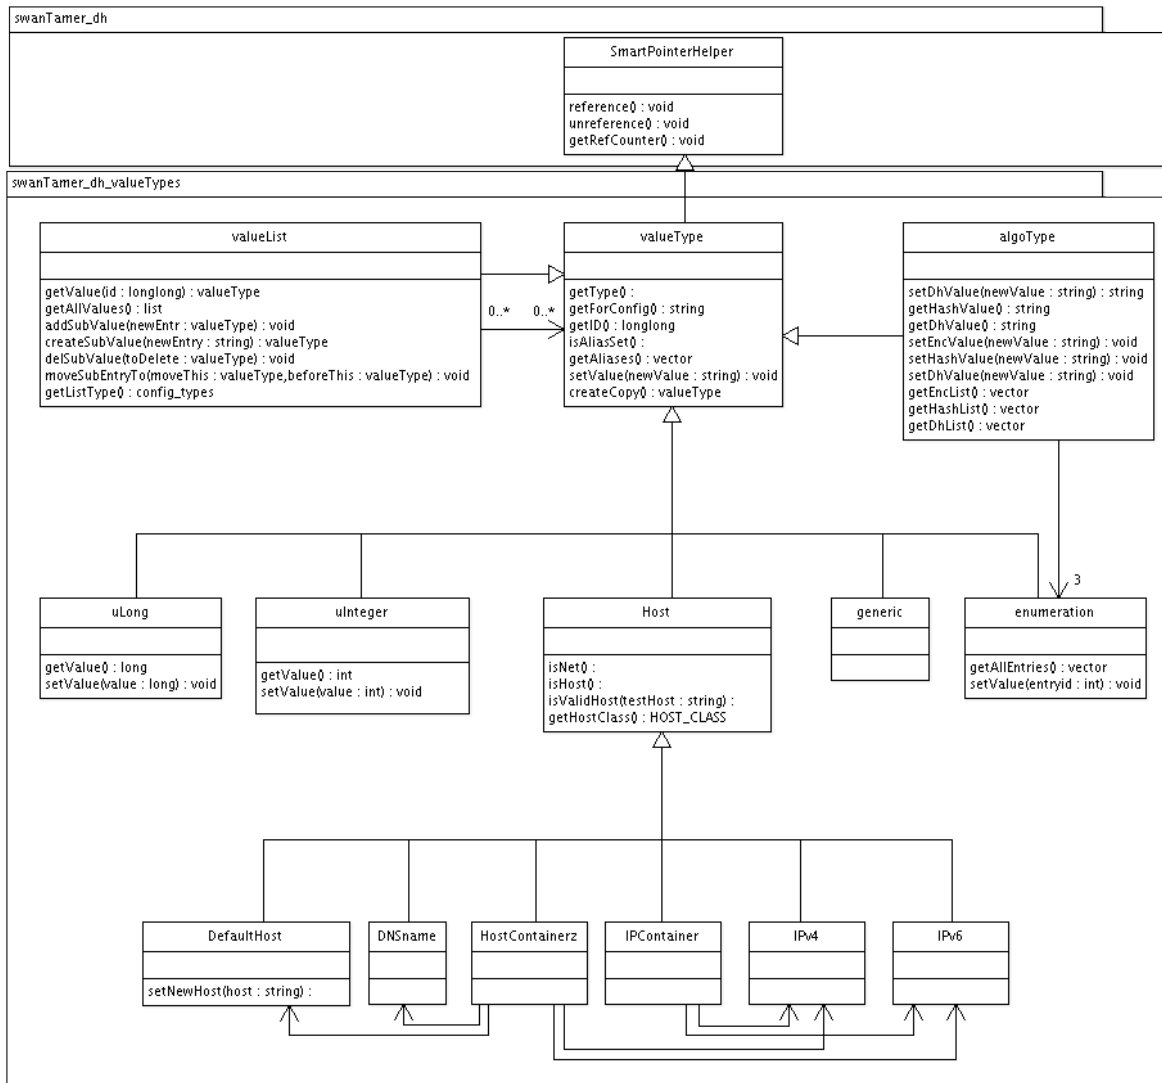 swanTamer_dh
SmartPointerHelper
reference() : void
unreference() : void
getRefCounter() : void
swanTamer_dh_valueTypes
valueList
getValue(id : longlong) : valueType
getAllValues() : list
addSubValue(newEntr : valueType) : void
createSubValue(newEntry : string) : valueType
delSubValue(toDelete : valueType) : void
moveSubEntryTo(moveThis : valueType,beforeThis : valueType) : void
getListType() : config_types
0..*
0..*
valueType
getType() :
getForConfig() : string
getID() : longlong
isAliasSet() :
getAliases() : vector
setValue(newValue : string) : void
createCopy() : valueType
algoType
setDhValue(newValue : string) : string
getHashValue() : string
getDhValue() : string
setEncValue(newValue : string) : void
setHashValue(newValue : string) : void
setDhValue(newValue : string) : void
getEncList() : vector
getHashList() : vector
getDhList() : vector
3
uLong
getValue() : long
setValue(value : long) : void
uInteger
getValue() : int
setValue(value : int) : void
Host
isNet() :
isHost() :
isValidHost(testHost : string) :
getHostClass() : HOST_CLASS
generic
enumeration
getAllEntries() : vector
setValue(entryid : int) : void
DefaultHost
setNewHost(host : string) :
DNSname
HostContainerz
IPContainer
IPv4
IPv6